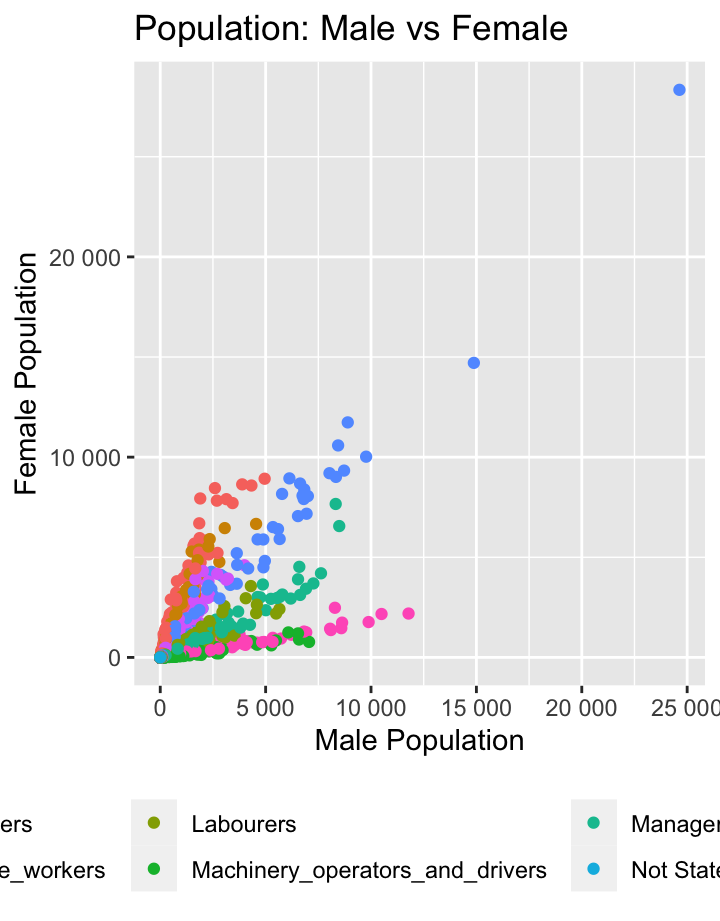 Population: Male vs Female
Female Population
20 000
10 000
0
0 5 000 10 000 15 000 20 000 25 000
Male Population
ers Labourers Manager
e_workers Machinery_operators_and_drivers Not State